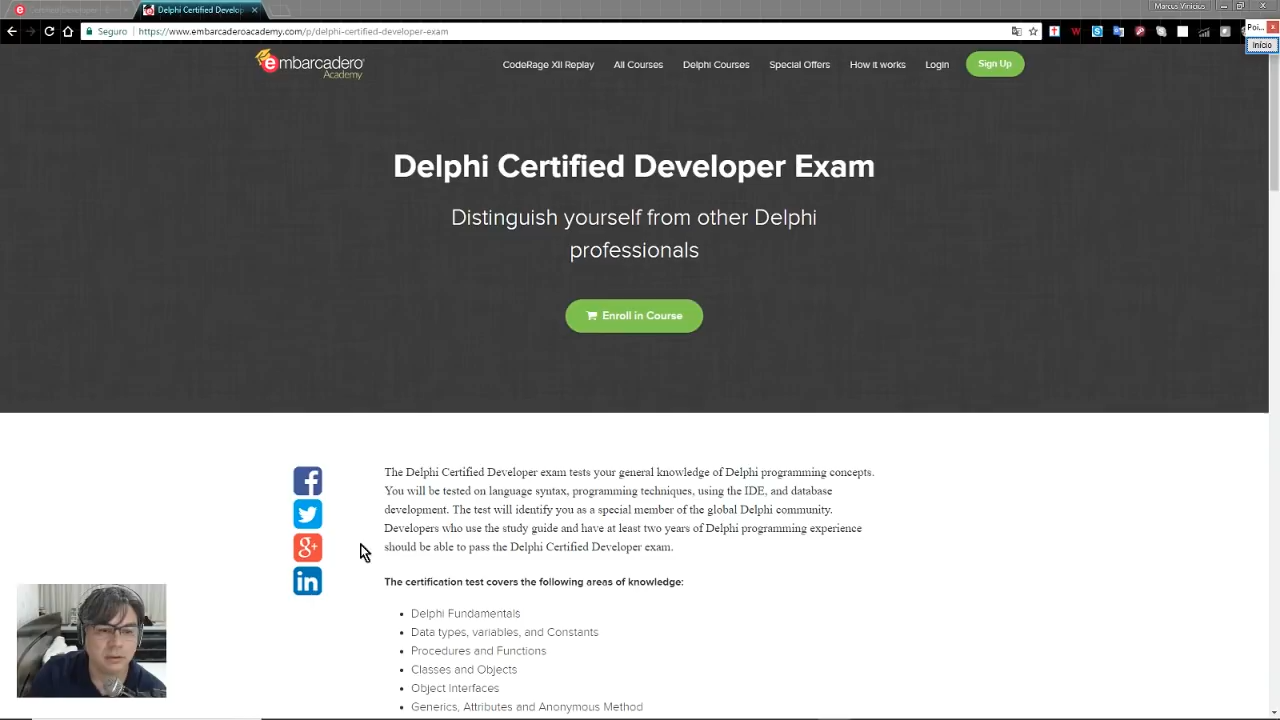 Delphi Certified Develop
Marcus Vinicius
Seguro
https://www.embarcaderoacademy.com/p/delphi-certified-developer-exam
Poi...
Início
embarcadero
Academy
CodeRage XII Replay
All Courses
Delphi Courses
Special Offers
How it works
Login
Sign Up
Delphi Certified Developer Exam
Distinguish yourself from other Delphi
professionals
Enroll in Course
The Delphi Certified Developer exam tests your general knowledge of Delphi programming concepts.
You will be tested on language syntax, programming techniques, using the IDE, and database
development. The test will identify you as a special member of the global Delphi community.
Developers who use the study guide and have at least two years of Delphi programming experience
should be able to pass the Delphi Certified Developer exam.
The certification test covers the following areas of knowledge:
• Delphi Fundamentals
• Data types, variables, and Constants
• Procedures and Functions
• Classes and Objects
• Object Interfaces
• Generics, Attributes and Anonymous Method